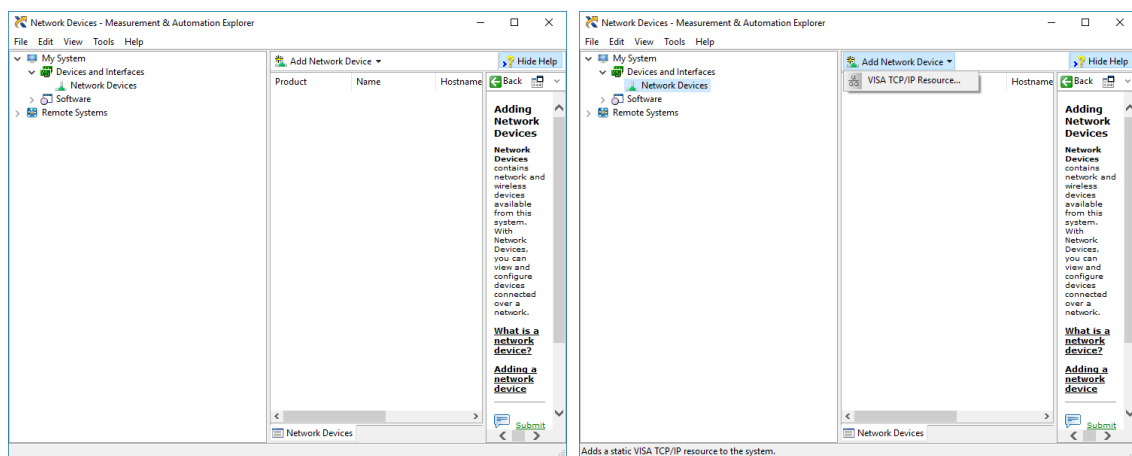 Network Devices - Measurement & Automation Explorer
File Edit View Tools Help
My System
Devices and Interfaces
Network Devices
Software
Remote Systems
Add Network Device
Hide Help
Product Name Hostname
Back
Adding
Network
Devices
Network
Devices
contains
network and
wireless
devices
available
from this
system.
With
Network
Devices,
you can
view and
configure
devices
connected
over a
network.
What is a
network
device?
Adding a
network
device
Submit
Network Devices
Network Devices - Measurement & Automation Explorer
File Edit View Tools Help
My System
Devices and Interfaces
Network Devices
Software
Remote Systems
Add Network Device
Hide Help
VISA TCP/IP Resource...
Hostname
Back
Adding
Network
Devices
Network
Devices
contains
network and
wireless
devices
available
from this
system.
With
Network
Devices,
you can
view and
configure
devices
connected
over a
network.
What is a
network
device?
Adding a
network
device
Submit
Network Devices
Adds a static VISA TCP/IP resource to the system.